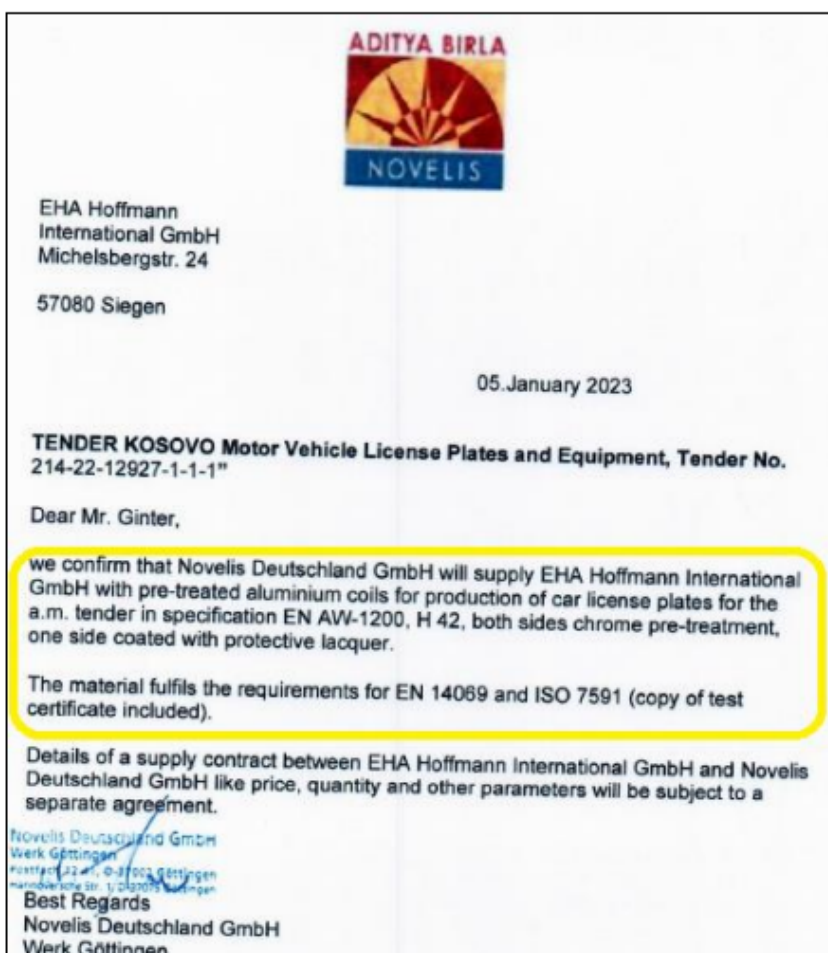 ADITYA BIRLA
NOVELIS
EHA Hoffmann
International GmbH
Michelsbergstr. 24
57080 Siegen
05.January 2023
TENDER KOSOVO Motor Vehicle License Plates and Equipment, Tender No.
214-22-12927-1-1-1"
Dear Mr. Ginter,
we confirm that Novelis Deutschland GmbH will supply EHA Hoffmann International
GmbH with pre-treated aluminium coils for production of car license plates for the
a.m. tender in specification EN AW-1200, H 42, both sides chrome pre-treatment,
one side coated with protective lacquer.
The material fulfils the requirements for EN 14069 and ISO 7591 (copy of test
certificate included).
Details of a supply contract between EHA Hoffmann International GmbH and Novelis
Deutschland GmbH like price, quantity and other parameters will be subject to a
separate agreement.
Novelis Deutschland GmbH
Werk Göttingen
Göttingen
Hannoversche Str. 1, Göttingen
Best Regards
Novelis Deutschland GmbH
Werk Göttingen